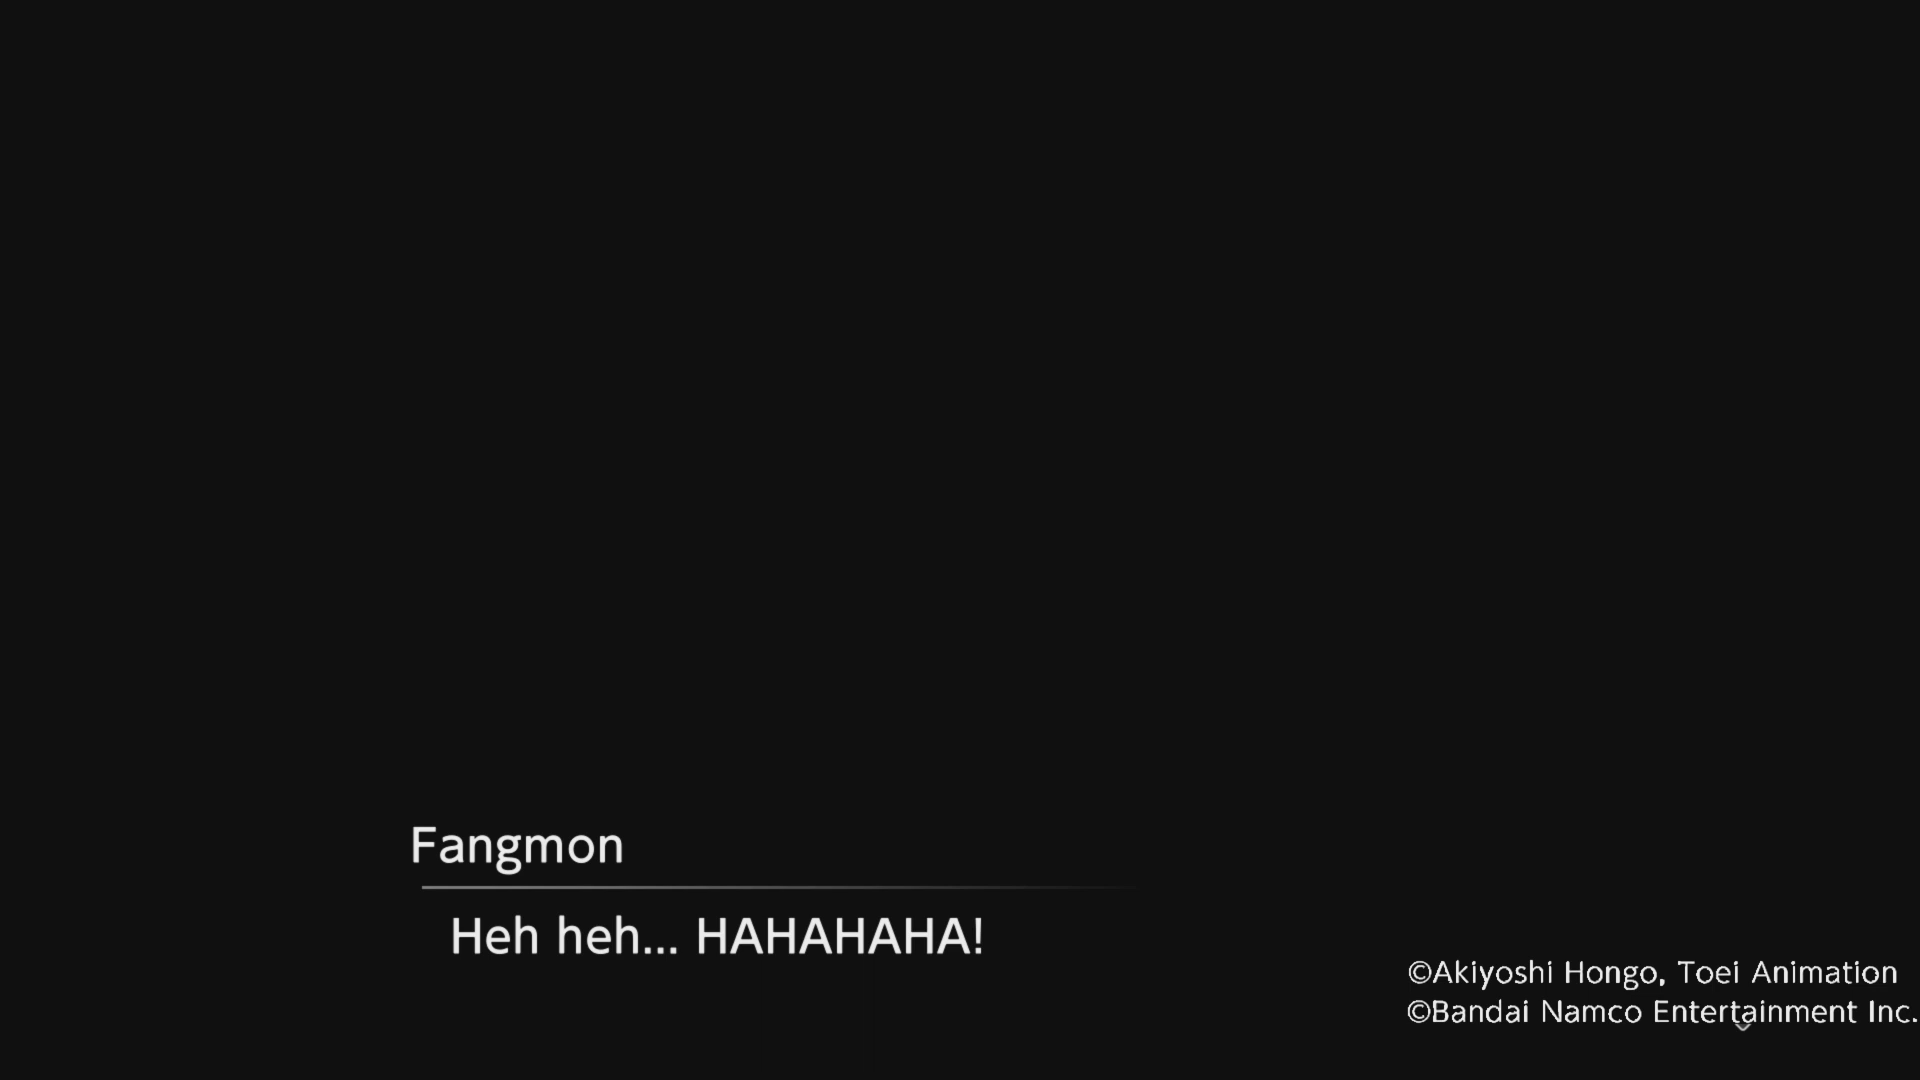 Fangmon
Heh heh... HAHAHAHA!
©Akiyoshi Hongo, Toei Animation
©Bandai Namco Entertainment Inc.